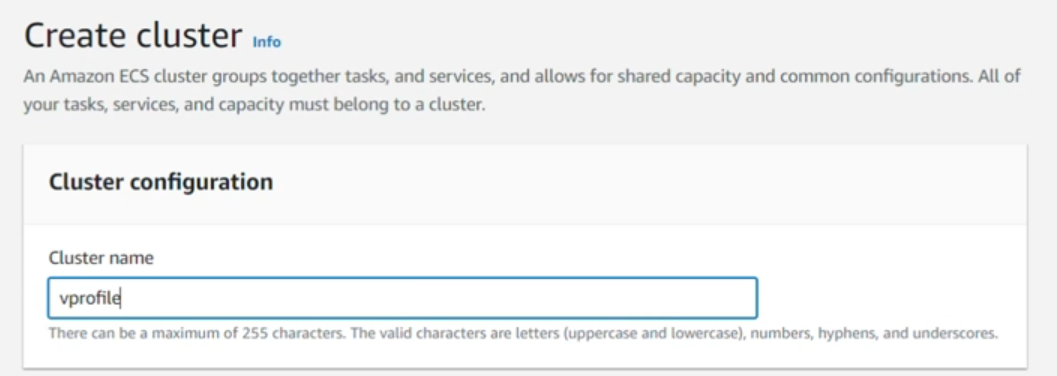 Create cluster Info
An Amazon ECS cluster groups together tasks, and services, and allows for shared capacity and common configurations. All of
your tasks, services, and capacity must belong to a cluster.
Cluster configuration
Cluster name
vprofile
There can be a maximum of 255 characters. The valid characters are letters (uppercase and lowercase), numbers, hyphens, and underscores.